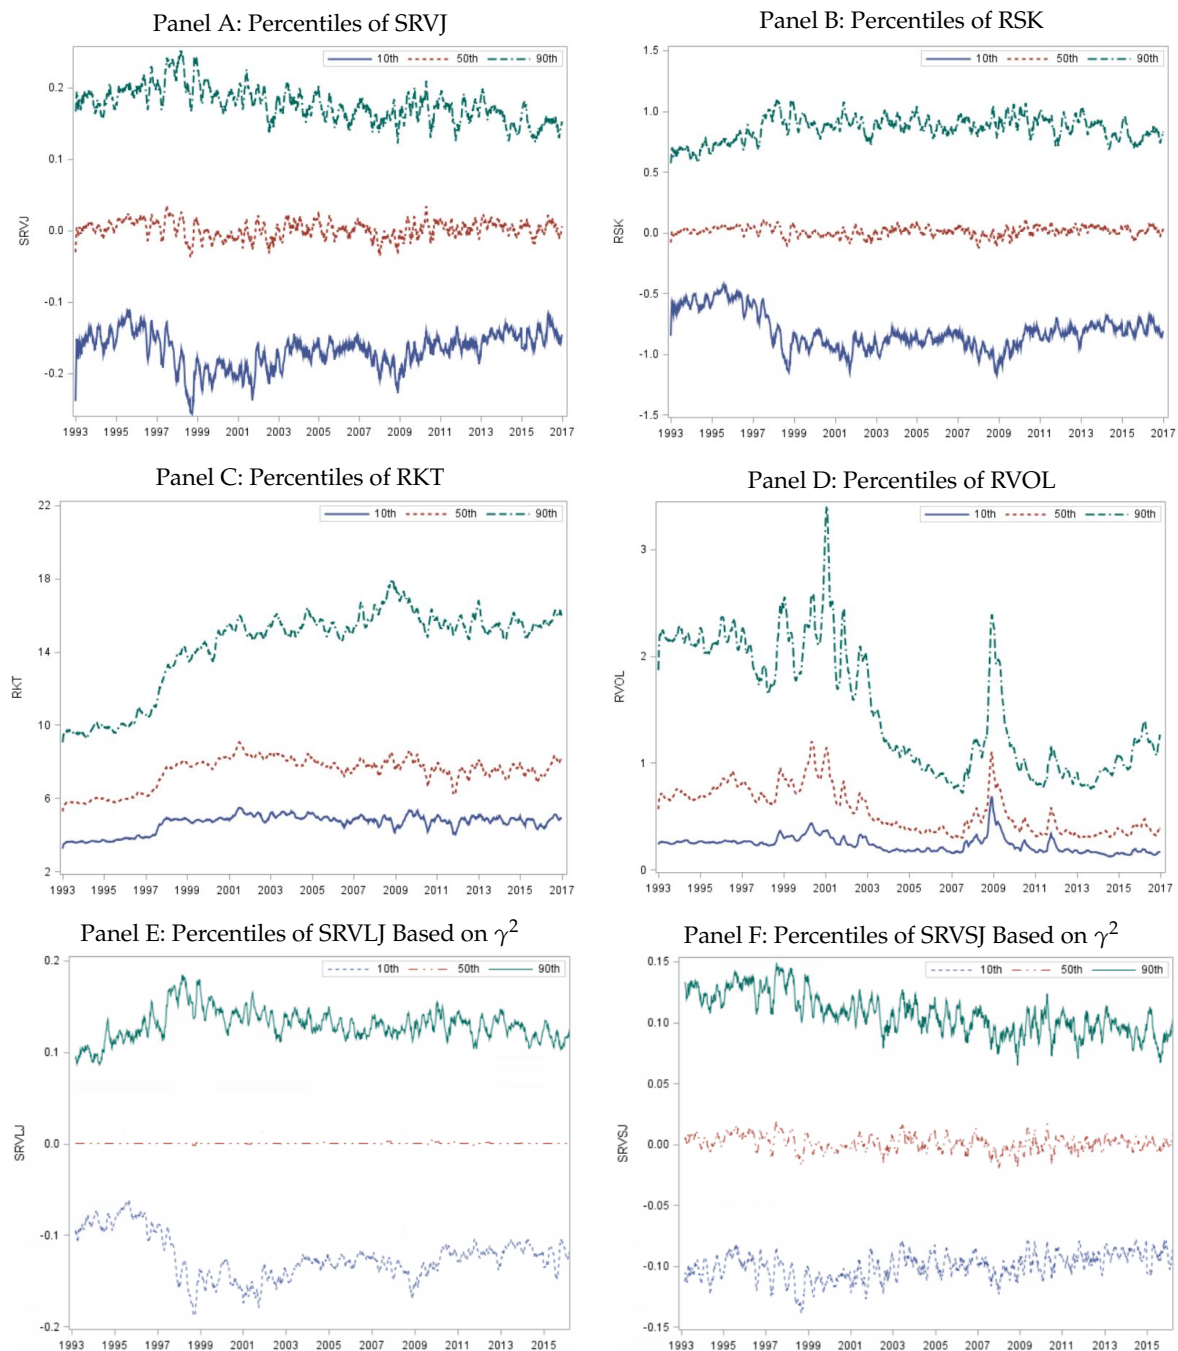 Panel A: Percentiles of SRVJ
10th 50th 90th
0.2
0.1
0.0
-0.1
-0.2
SRVJ
1993 1995 1997 1999 2001 2003 2005 2007 2009 2011 2013 2015 2017
Panel B: Percentiles of RSK
10th 50th 90th
1.5
1.0
0.5
0.0
-0.5
-1.0
-1.5
RSK
1993 1995 1997 1999 2001 2003 2005 2007 2009 2011 2013 2015 2017
Panel C: Percentiles of RKT
10th 50th 90th
22
18
14
10
6
2
RKT
1993 1995 1997 1999 2001 2003 2005 2007 2009 2011 2013 2015 2017
Panel D: Percentiles of RVOL
10th 50th 90th
3
2
1
0
RVOL
1993 1995 1997 1999 2001 2003 2005 2007 2009 2011 2013 2015 2017
Panel E: Percentiles of SRVLJ Based on γ²
10th 50th 90th
0.2
0.1
0.0
-0.1
-0.2
SRVLJ
1993 1995 1997 1999 2001 2003 2005 2007 2009 2011 2013 2015
Panel F: Percentiles of SRVSJ Based on γ²
10th 50th 90th
0.15
0.10
0.05
0.00
-0.05
-0.10
-0.15
SRVSJ
1993 1995 1997 1999 2001 2003 2005 2007 2009 2011 2013 2015